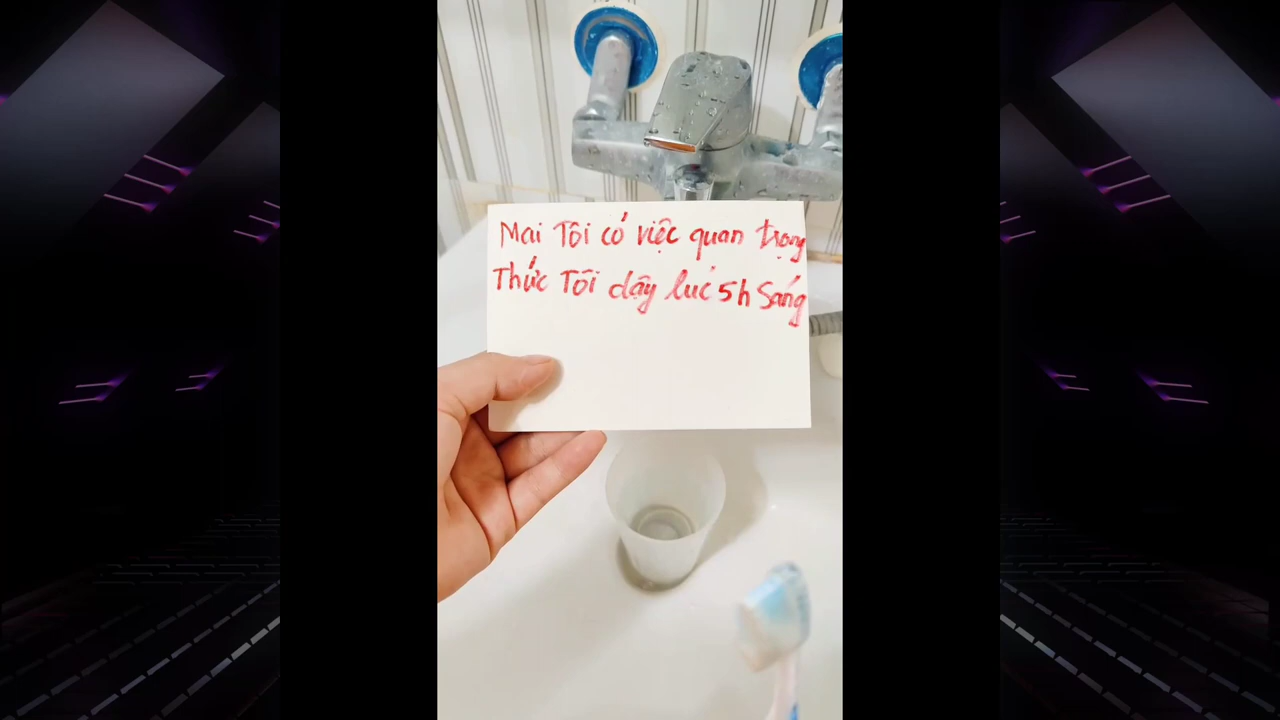 Mai Tôi có việc quan trọng
Thức Tôi dậy lúc 5h Sáng